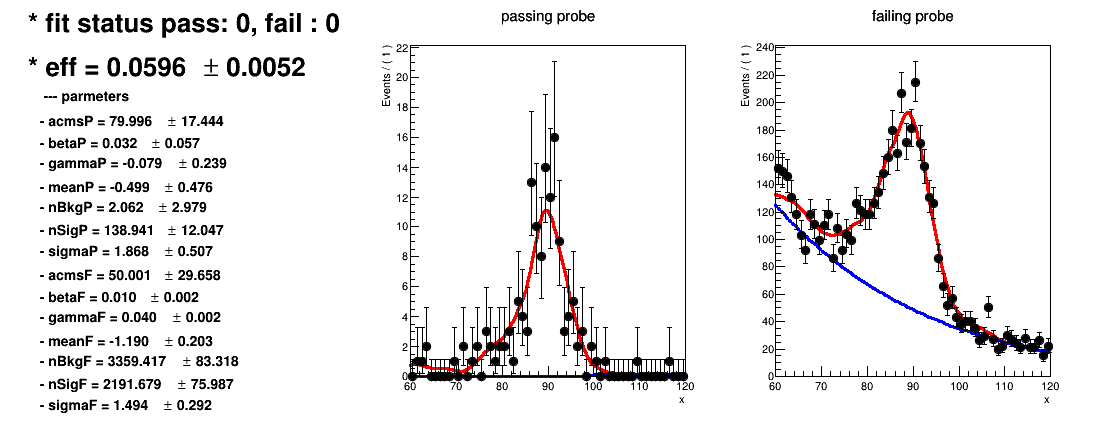 * fit status pass: 0, fail : 0
* eff = 0.0596 ± 0.0052
--- parmeters
- acmsP = 79.996 ± 17.444
- betaP = 0.032 ± 0.057
- gammaP = -0.079 ± 0.239
- meanP = -0.499 ± 0.476
- nBkgP = 2.062 ± 2.979
- nSigP = 138.941 ± 12.047
- sigmaP = 1.868 ± 0.507
- acmsF = 50.001 ± 29.658
- betaF = 0.010 ± 0.002
- gammaF = 0.040 ± 0.002
- meanF = -1.190 ± 0.203
- nBkgF = 3359.417 ± 83.318
- nSigF = 2191.679 ± 75.987
- sigmaF = 1.494 ± 0.292
passing probe
Events / ( 1 )
22
20
18
16
14
12
10
8
6
4
2
0
60 70 80 90 100 110 120
x
failing probe
Events / ( 1 )
240
220
200
180
160
140
120
100
80
60
40
20
0
60 70 80 90 100 110 120
x